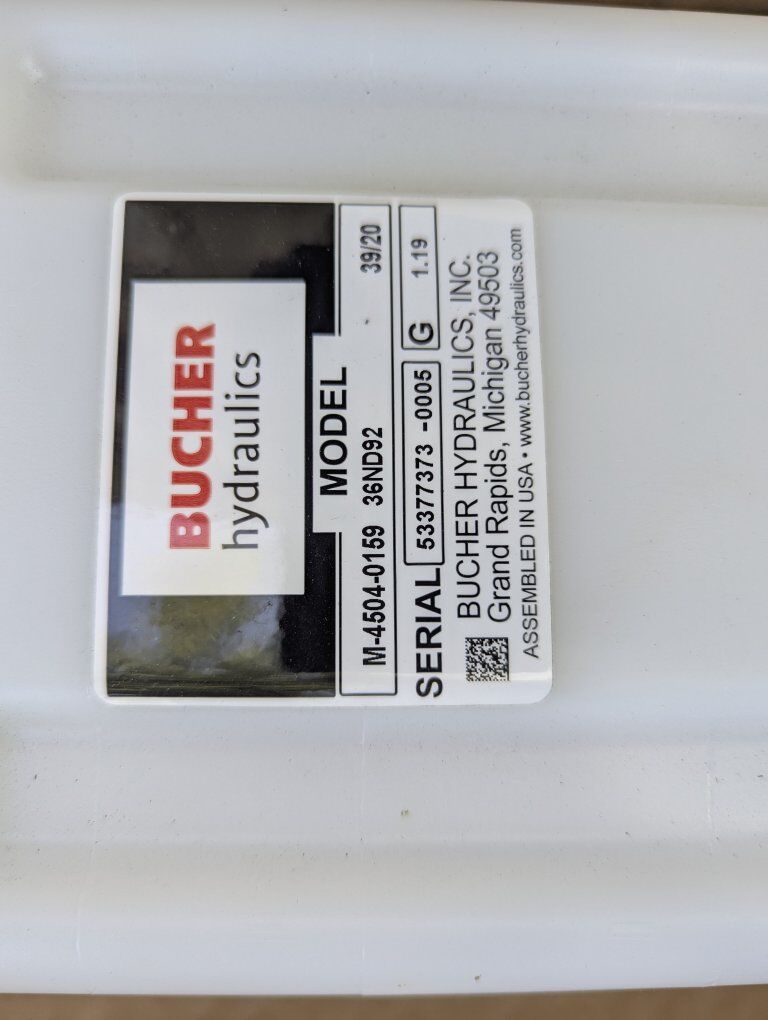 BUCHER
hydraulics
MODEL
M-4504-0159 36ND92 39/20
SERIAL 53377373 -0005 G 1.19
BUCHER HYDRAULICS, INC.
Grand Rapids, Michigan 49503
ASSEMBLED IN USA • www.bucherhydraulics.com